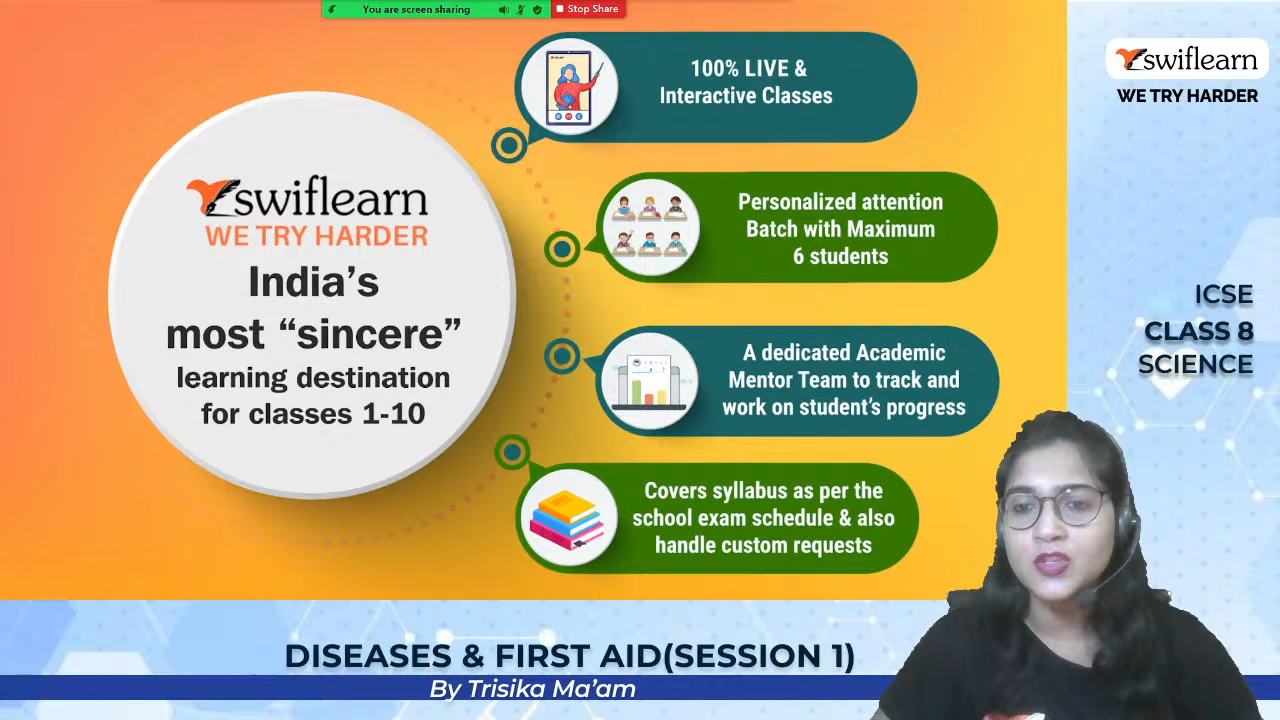 You are screen sharing
Stop Share
swiflearn
WE TRY HARDER
India's
most “sincere”
learning destination
for classes 1-10
100% LIVE &
Interactive Classes
Personalized attention
Batch with Maximum
6 students
A dedicated Academic
Mentor Team to track and
work on student's progress
Covers syllabus as per the
school exam schedule & also
handle custom requests
swiflearn
WE TRY HARDER
ICSE
CLASS 8
SCIENCE
DISEASES & FIRST AID(SESSION 1)
By Trisika Ma'am